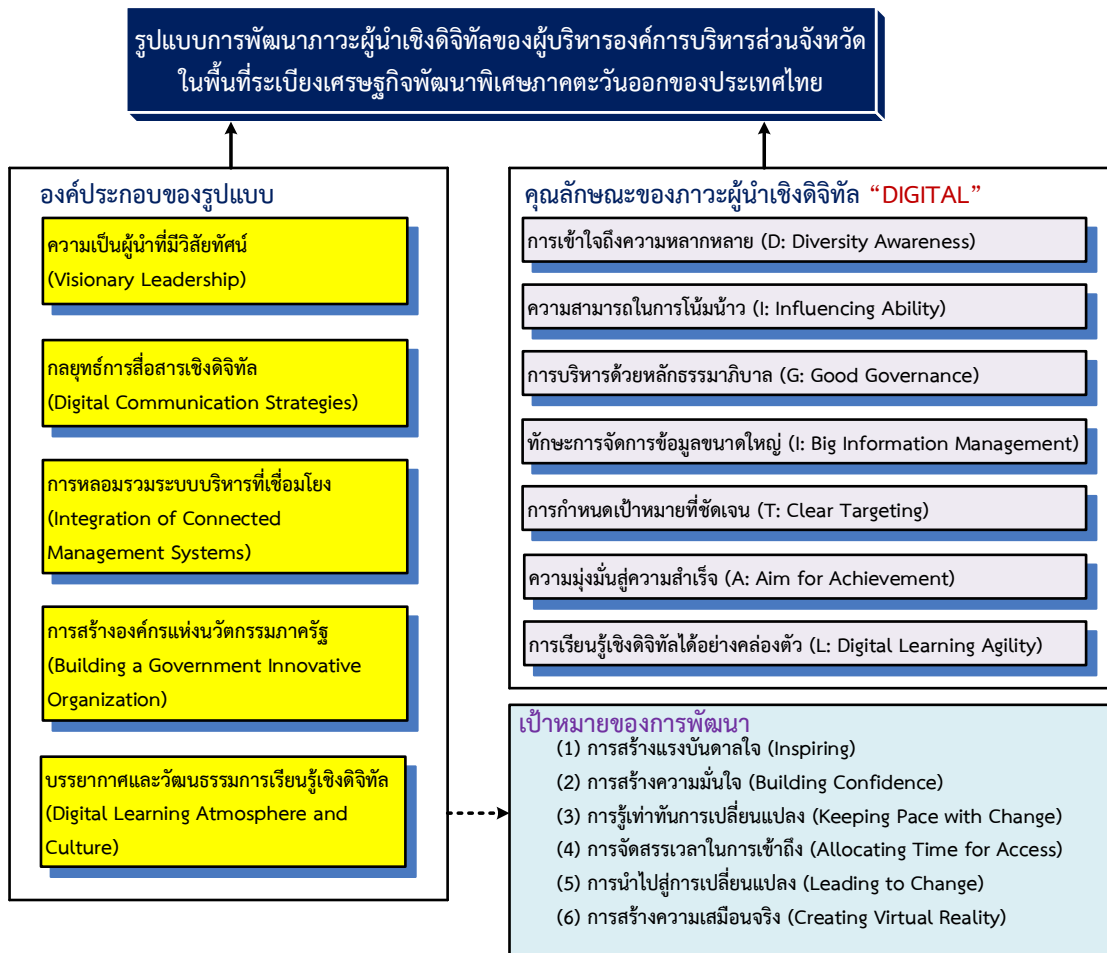 รูปแบบการพัฒนาภาวะผู้นำเชิงดิจิทัลของผู้บริหารองค์การบริหารส่วนจังหวัด
ในพื้นที่ระเบียงเศรษฐกิจพัฒนาพิเศษภาคตะวันออกของประเทศไทย
องค์ประกอบของรูปแบบ
ความเป็นผู้นำที่มีวิสัยทัศน์
(Visionary Leadership)
กลยุทธ์การสื่อสารเชิงดิจิทัล
(Digital Communication Strategies)
การหลอมรวมระบบบริหารที่เชื่อมโยง
(Integration of Connected
Management Systems)
การสร้างองค์กรแห่งนวัตกรรมภาครัฐ
(Building a Government Innovative
Organization)
บรรยากาศและวัฒนธรรมการเรียนรู้เชิงดิจิทัล
(Digital Learning Atmosphere and
Culture)
คุณลักษณะของภาวะผู้นำเชิงดิจิทัล “DIGITAL”
การเข้าใจถึงความหลากหลาย (D: Diversity Awareness)
ความสามารถในการโน้มน้าว (I: Influencing Ability)
การบริหารด้วยหลักธรรมาภิบาล (G: Good Governance)
ทักษะการจัดการข้อมูลขนาดใหญ่ (I: Big Information Management)
การกำหนดเป้าหมายที่ชัดเจน (T: Clear Targeting)
ความมุ่งมั่นสู่ความสำเร็จ (A: Aim for Achievement)
การเรียนรู้เชิงดิจิทัลได้อย่างคล่องตัว (L: Digital Learning Agility)
เป้าหมายของการพัฒนา
(1) การสร้างแรงบันดาลใจ (Inspiring)
(2) การสร้างความมั่นใจ (Building Confidence)
(3) การรู้เท่าทันการเปลี่ยนแปลง (Keeping Pace with Change)
(4) การจัดสรรเวลาในการเข้าถึง (Allocating Time for Access)
(5) การนำไปสู่การเปลี่ยนแปลง (Leading to Change)
(6) การสร้างความเสมือนจริง (Creating Virtual Reality)